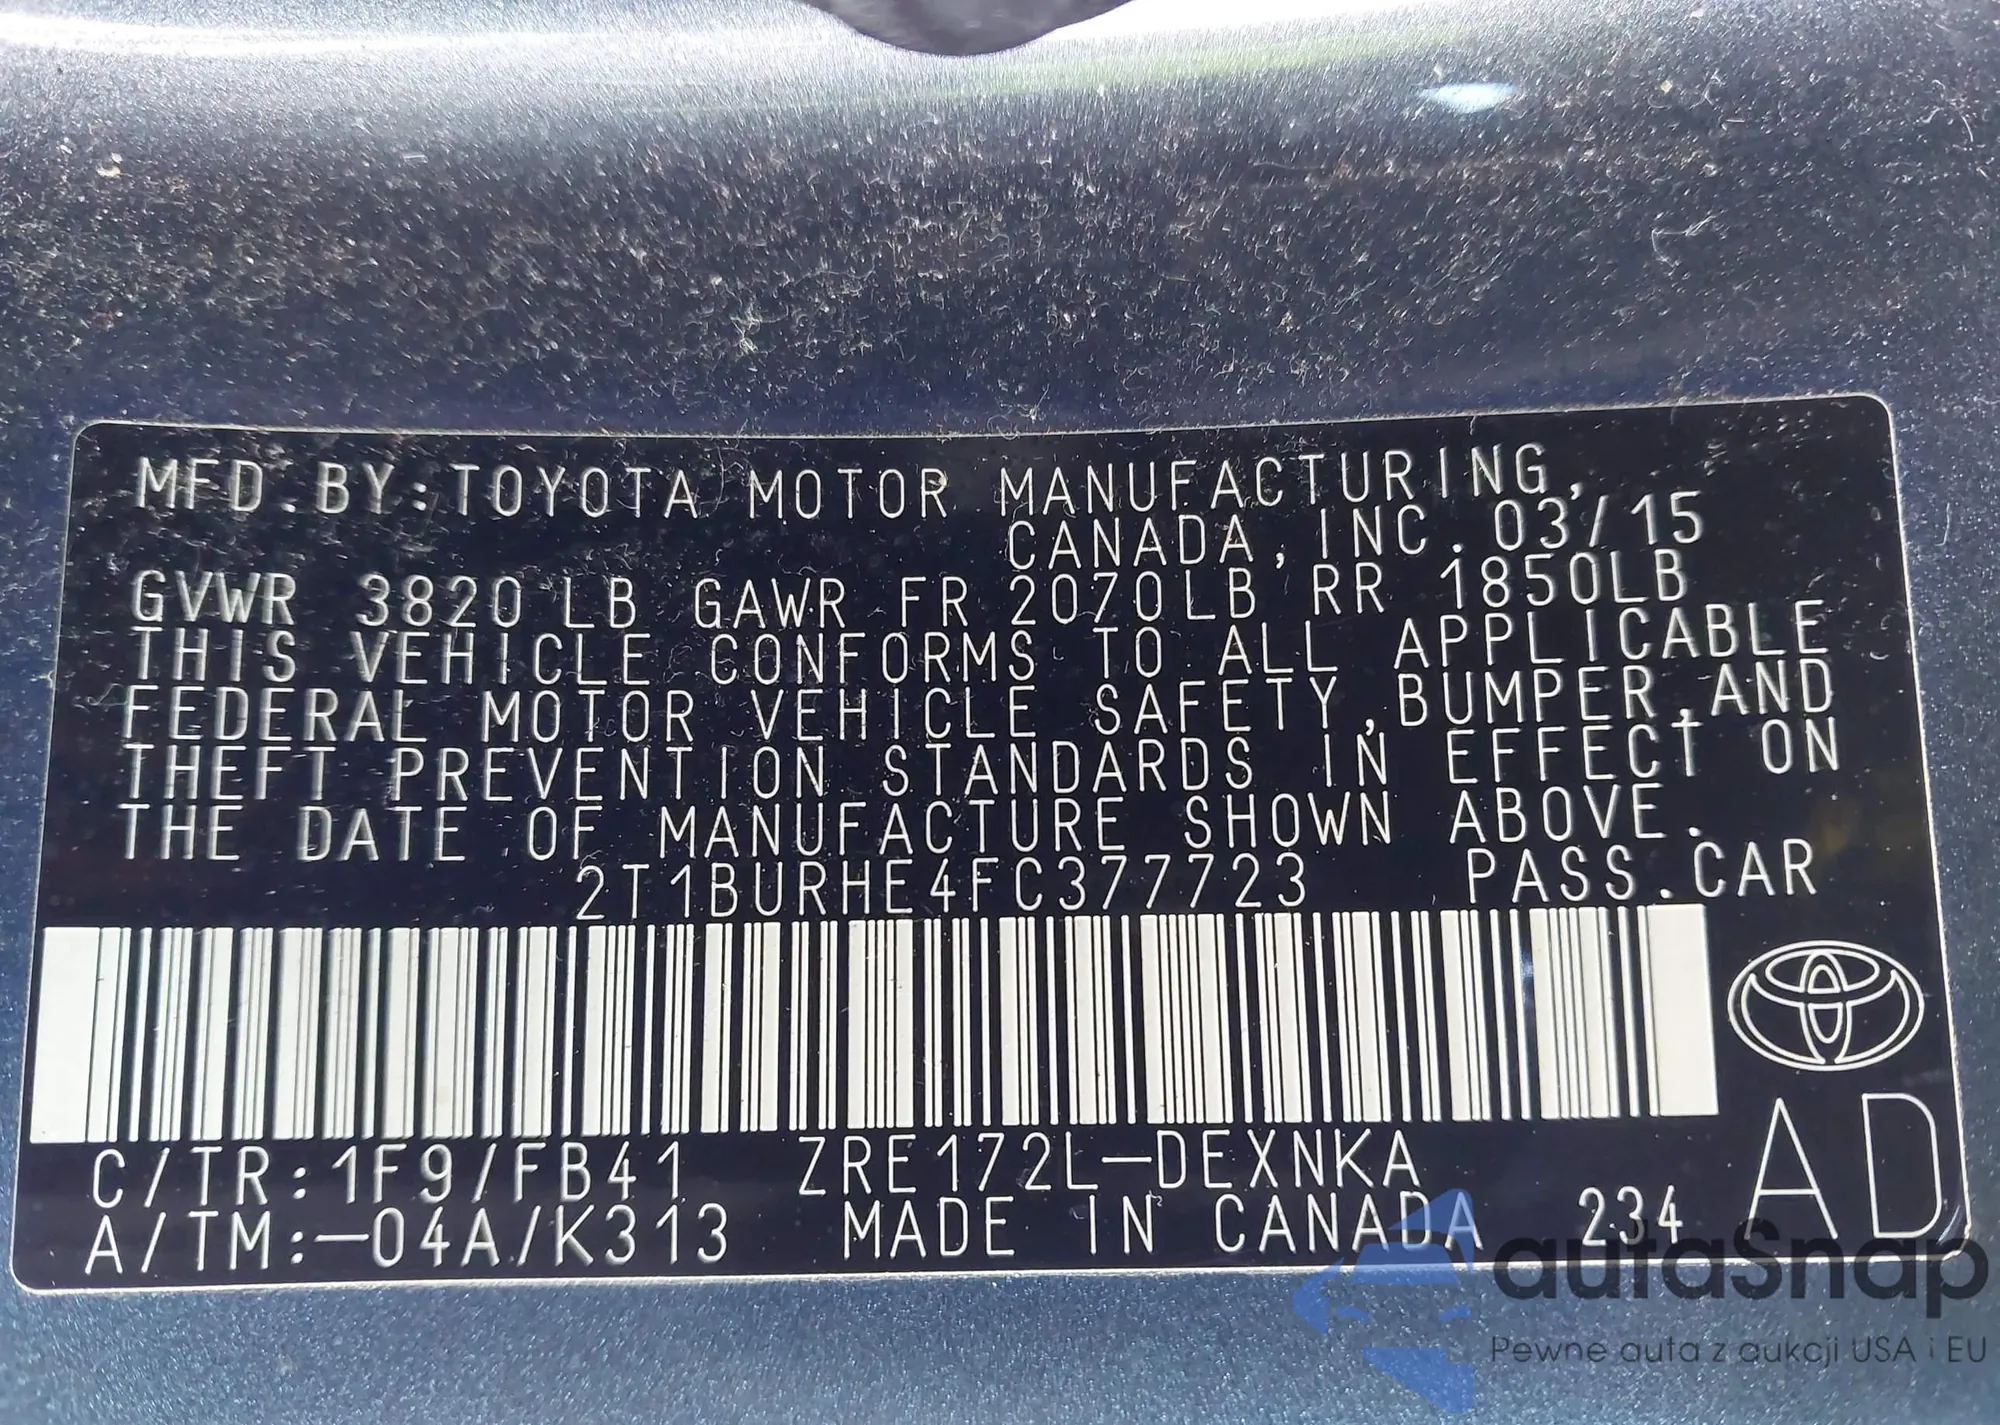 MFD.BY:TOYOTA MOTOR MANUFACTURING,
CANADA,INC.03/15
GVWR 3820LB GAWR FR 2070LB RR 1850LB
THIS VEHICLE CONFORMS TO ALL APPLICABLE
FEDERAL MOTOR VEHICLE SAFETY,BUMPER,AND
THEFT PREVENTION STANDARDS IN EFFECT ON
THE DATE OF MANUFACTURE SHOWN ABOVE.
2T1BURHE4FC377723 PASS.CAR
C/TR:1F9/FB41 ZRE172L-DEXNKA
A/TM:-04A/K313 MADE IN CANADA 234
AD
autaSnap
Pewne auta z aukcji USA i EU